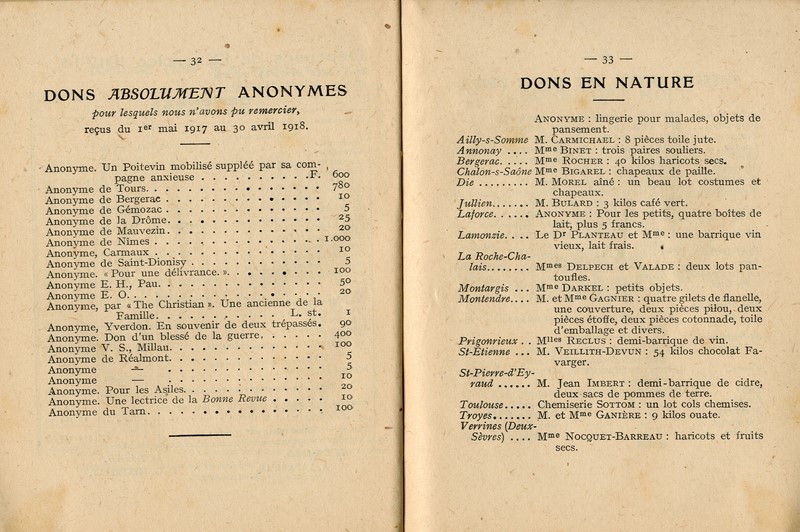 — 32 —
DONS ABSOLUMENT ANONYMES
pour lesquels nous n'avons pu remercier,
reçus du 1er mai 1917 au 30 avril 1918.
Anonyme. Un Poitevin mobilisé suppléé par sa com-
pagne anxieuse . . . . . . . . . . F. 600
Anonyme de Tours. . . . . . . . . . . . 780
Anonyme de Bergerac . . . . . . . . . . 10
Anonyme de Gémozac . . . . . . . . . . 5
Anonyme de la Drôme. . . . . . . . . . 25
Anonyme de Mauvezin. . . . . . . . . . 20
Anonyme de Nîmes . . . . . . . . . . 1.000
Anonyme, Carmaux . . . . . . . . . . 10
Anonyme de Saint-Dionisy . . . . . . . . . 5
Anonyme. « Pour une délivrance. ». . . . . . . 100
Anonyme E. H., Pau. . . . . . . . . . . 50
Anonyme E. O. . . . . . . . . . . . . 20
Anonyme, par « The Christian ». Une ancienne de la
Famille. . . . . . . . . . . L. st. 1
Anonyme, Yverdon. En souvenir de deux trépassés. 90
Anonyme. Don d'un blessé de la guerre. . . . . . 400
Anonyme V. S., Millau. . . . . . . . . . 100
Anonyme de Réalmont. . . . . . . . . . 5
Anonyme — . . . . . . . . . . 5
Anonyme — . . . . . . . . . . 10
Anonyme. Pour les Asiles. . . . . . . . . . 20
Anonyme. Une lectrice de la Bonne Revue . . . . . 10
Anonyme du Tarn. . . . . . . . . . . . 100
— 33 —
DONS EN NATURE
ANONYME : lingerie pour malades, objets de
pansement.
Ailly-s-Somme M. CARMICHAEL : 8 pièces toile jute.
Annonay .... Mme BINET : trois paires souliers.
Bergerac. .... Mme ROCHER : 40 kilos haricots secs.
Chalon-s-Saône Mme BIGAREL : chapeaux de paille.
Die ......... M. MOREL aîné : un beau lot costumes et
chapeaux.
Jullien....... M. BULARD : 3 kilos café vert.
Laforce. ..... ANONYME : Pour les petits, quatre boîtes de
lait, plus 5 francs.
Lamonzie. ... Le Dr PLANTEAU et Mme : une barrique vin
vieux, lait frais.
La Roche-Cha-
lais........ Mmes DELPECH et VALADE : deux lots pan-
toufles.
Montargis ... Mme DARKEL : petits objets.
Montendre.... M. et Mme GAGNIER : quatre gilets de flanelle,
une couverture, deux pièces pilou, deux
pièces étoffe, deux pièces cotonnade, toile
d'emballage et divers.
Prigonrieux . . Mlles RECLUS : demi-barrique de vin.
St-Etienne ... M. VEILLITH-DEVUN : 54 kilos chocolat Fa-
varger.
St-Pierre-d'Ey-
raud ...... M. Jean IMBERT : demi-barrique de cidre,
deux sacs de pommes de terre.
Toulouse..... Chemiserie SOTTOM : un lot cols chemises.
Troyes....... M. et Mme GANIÈRE : 9 kilos ouate.
Verrines (Deux-
Sèvres) .... Mme NOCQUET-BARREAU : haricots et fruits
secs.